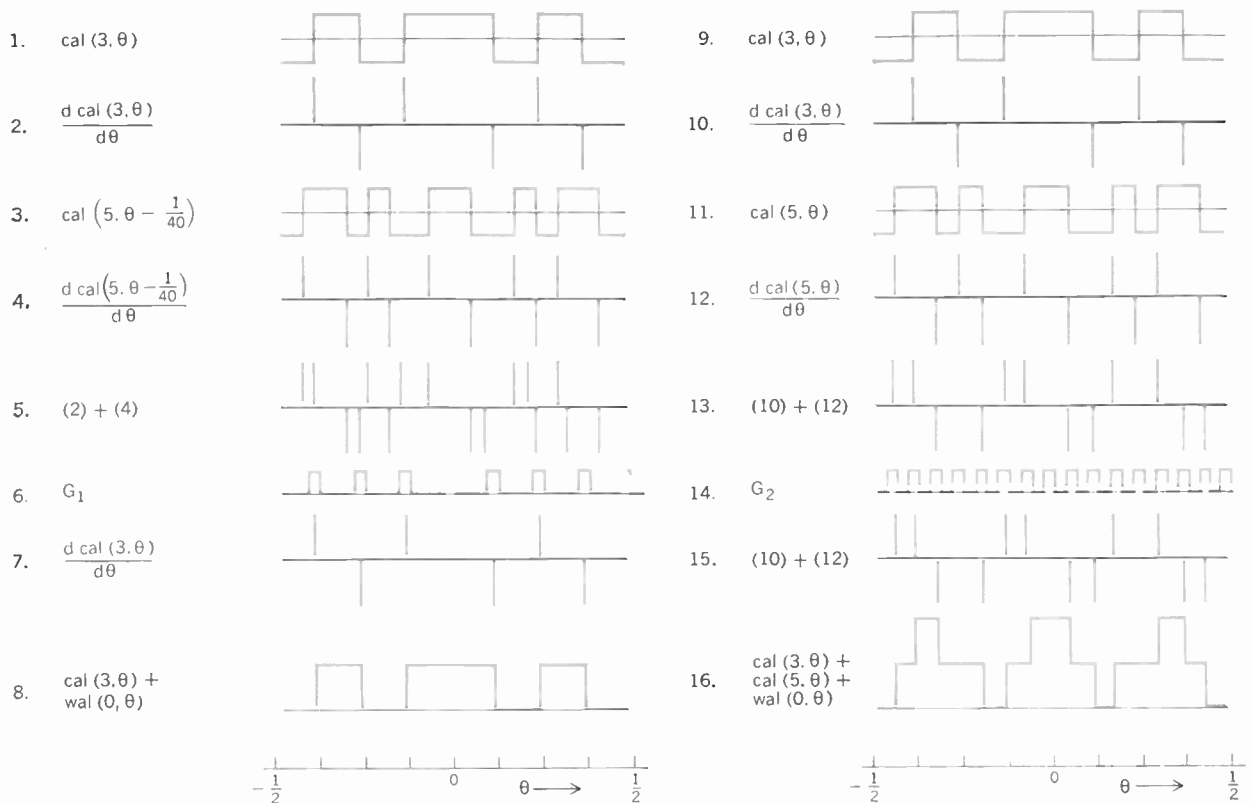 1. cal (3, θ)
2. d cal (3, θ)
dθ
3. cal (5. θ − 1/40)
4. d cal(5. θ − 1/40)
dθ
5. (2) + (4)
6. G₁
7. d cal (3. θ)
dθ
8. cal (3, θ) +
wal (0, θ)
− 1/2 0 θ ⟶ 1/2
9. cal (3, θ)
10. d cal (3, θ)
dθ
11. cal (5, θ)
12. d cal (5. θ)
dθ
13. (10) + (12)
14. G₂
15. (10) + (12)
16. cal (3. θ) +
cal (5. θ) +
wal (0. θ)
− 1/2 0 θ ⟶ 1/2